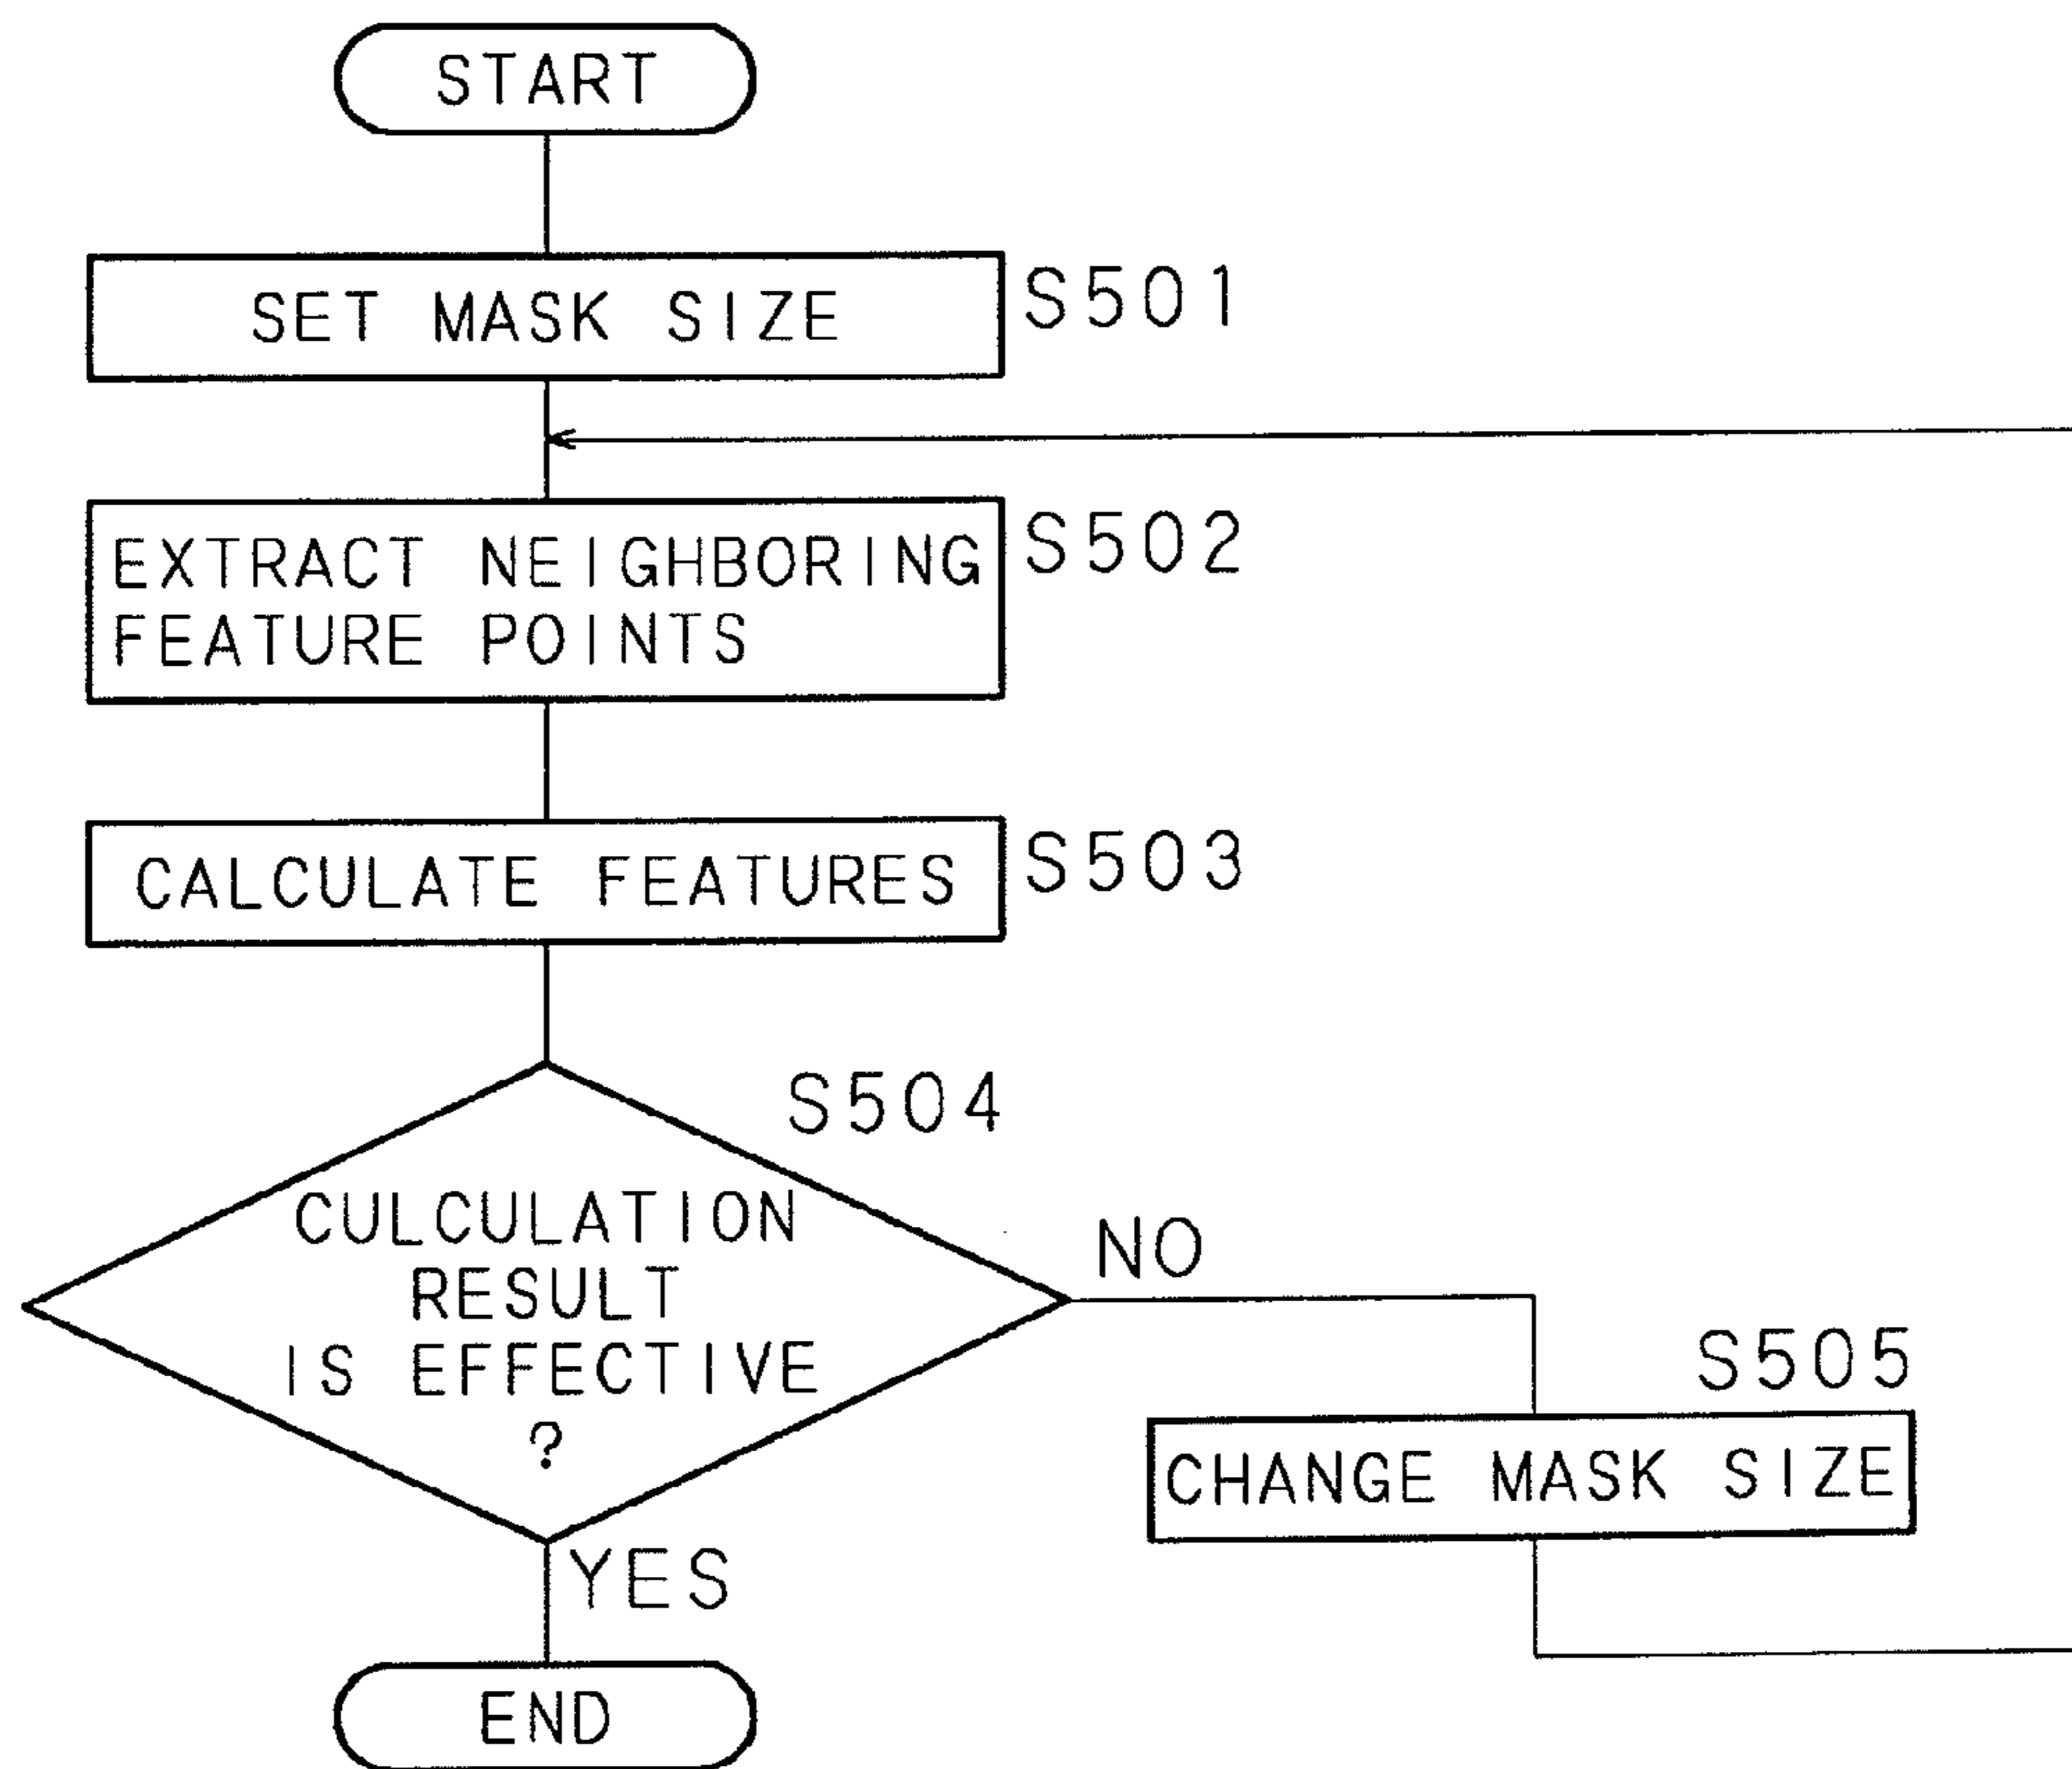 START
SET MASK SIZE
S501
EXTRACT NEIGHBORING
FEATURE POINTS
S502
CALCULATE FEATURES
S503
S504
CULCULATION
RESULT
IS EFFECTIVE
?
NO
S505
CHANGE MASK SIZE
YES
END